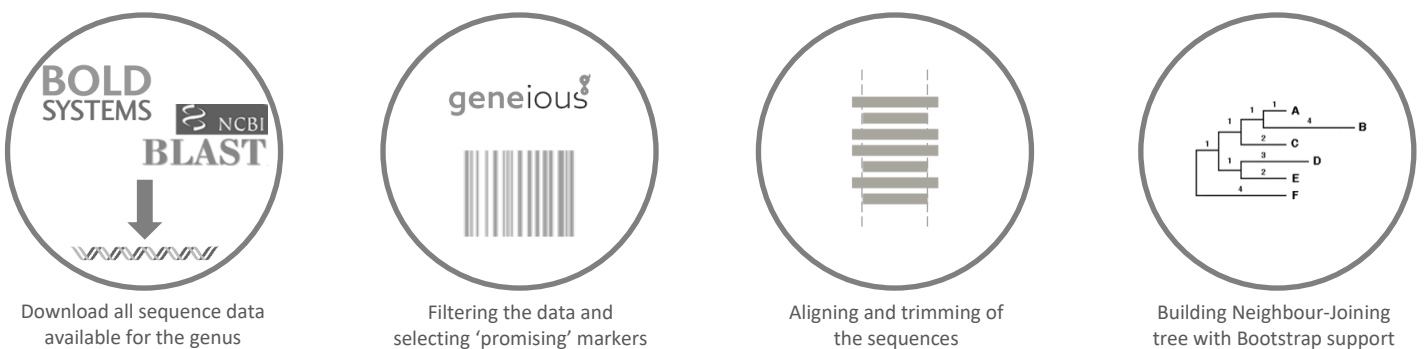 BOLD
SYSTEMS
NCBI
BLAST
Download all sequence data
available for the genus
geneious
Filtering the data and
selecting ‘promising’ markers
Aligning and trimming of
the sequences
1
A
1
4
B
1
2
C
1
3
D
1
2
E
4
F
Building Neighbour-Joining
tree with Bootstrap support